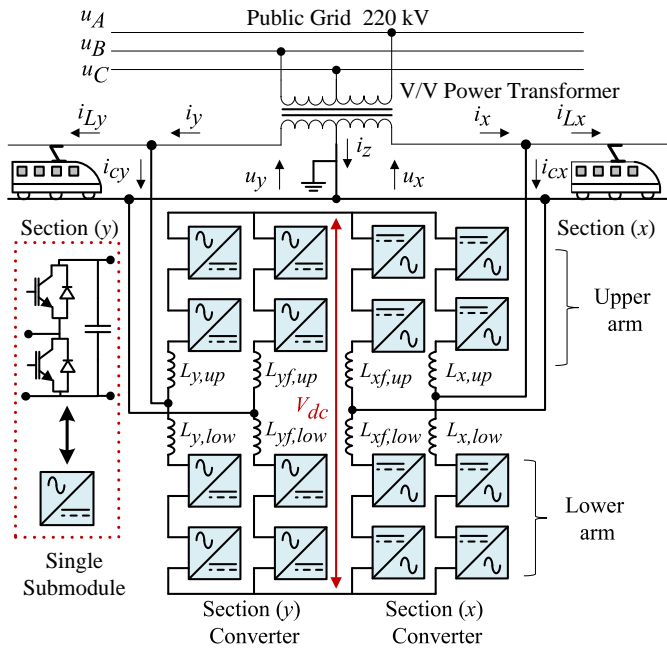 Public Grid 220 kV
u_A
u_B
u_C
V/V Power Transformer
i_Ly
i_y
i_z
i_x
i_Lx
i_cy
u_y
u_x
i_cx
Section (y)
Section (x)
Upper
arm
L_y,up
L_yf,up
L_xf,up
L_x,up
V_dc
L_y,low
L_yf,low
L_xf,low
L_x,low
Lower
arm
Single
Submodule
Section (y)
Converter
Section (x)
Converter